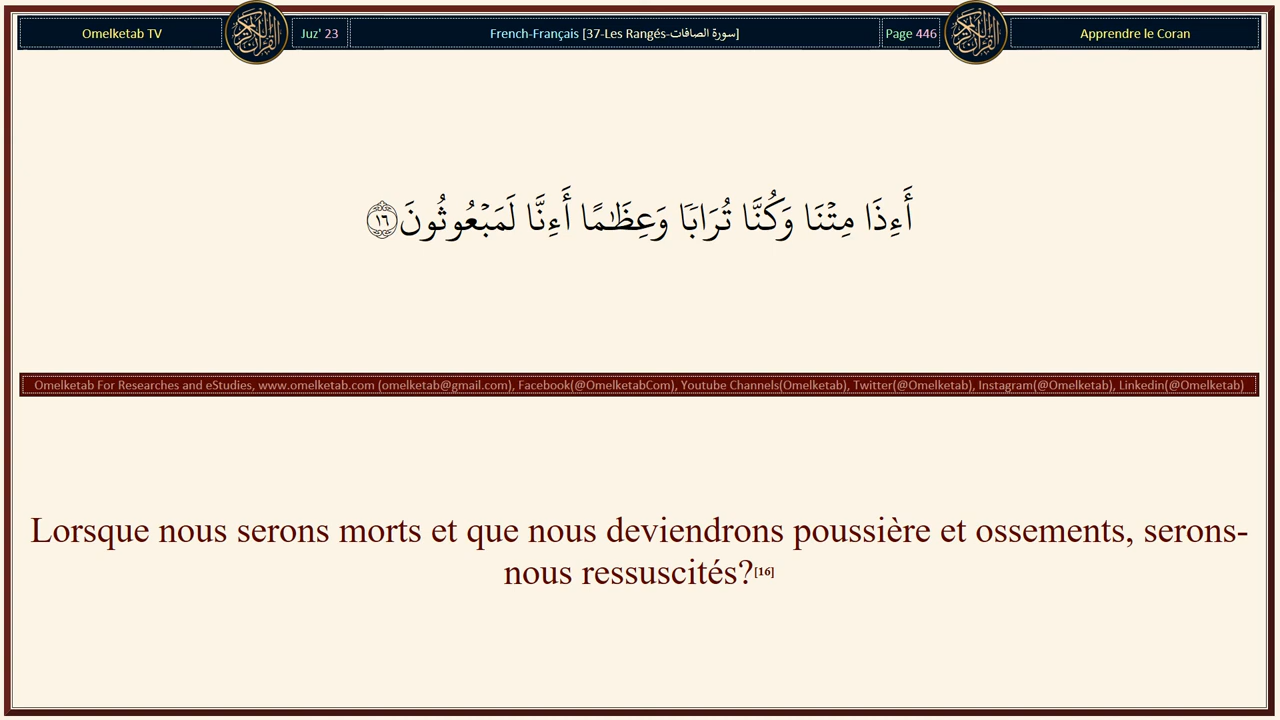 Omelketab TV
Juz' 23
French-Français [37-Les Rangés-سورة الصافات]
Page 446
Apprendre le Coran
أَءِذَا مِتۡنَا وَكُنَّا تُرَابٗا وَعِظَٰمًا أَءِنَّا لَمَبۡعُوثُونَ ١٦
Omelketab For Researches and eStudies, www.omelketab.com (omelketab@gmail.com), Facebook(@OmelketabCom), Youtube Channels(Omelketab), Twitter(@Omelketab), Instagram(@Omelketab), Linkedin(@Omelketab)
Lorsque nous serons morts et que nous deviendrons poussière et ossements, serons-
nous ressuscités?[16]